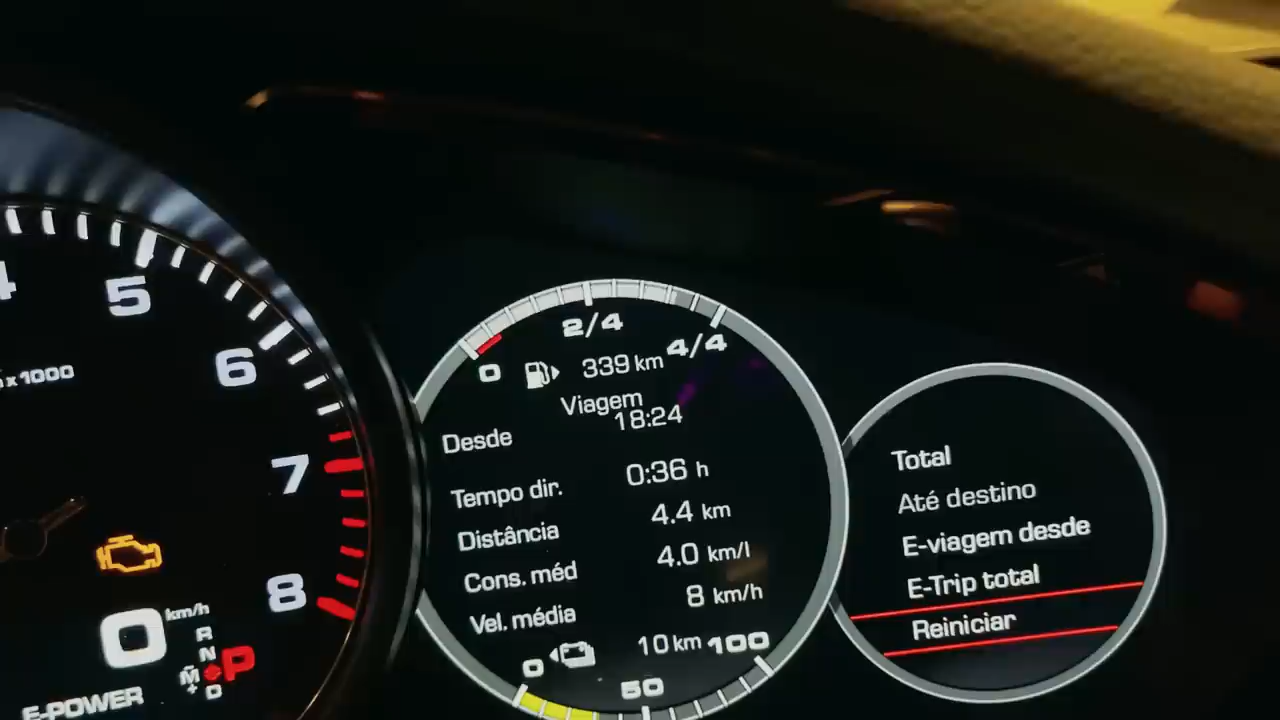 4
5
6
7
8
x 1000
0 km/h
R
N
M P
+ D
E-POWER
0 2/4 4/4
339 km
Viagem
Desde 18:24
Tempo dir. 0:36 h
Distância 4.4 km
Cons. méd 4.0 km/l
Vel. média 8 km/h
0 10 km 100
50
Total
Até destino
E-viagem desde
E-Trip total
Reiniciar